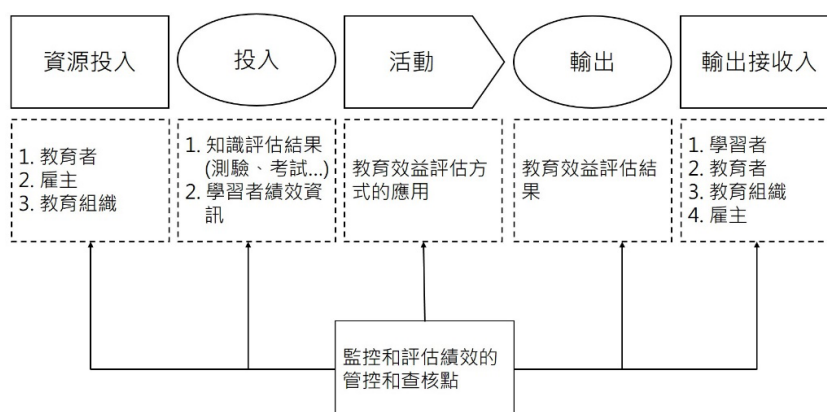 資源投入
投入
活動
輸出
輸出接收入
1. 教育者
2. 雇主
3. 教育組織
1. 知識評估結果
(測驗、考試...)
2. 學習者績效資
訊
教育效益評估方
式的應用
教育效益評估結
果
1. 學習者
2. 教育者
3. 教育組織
4. 雇主
監控和評估績效的
管控和查核點